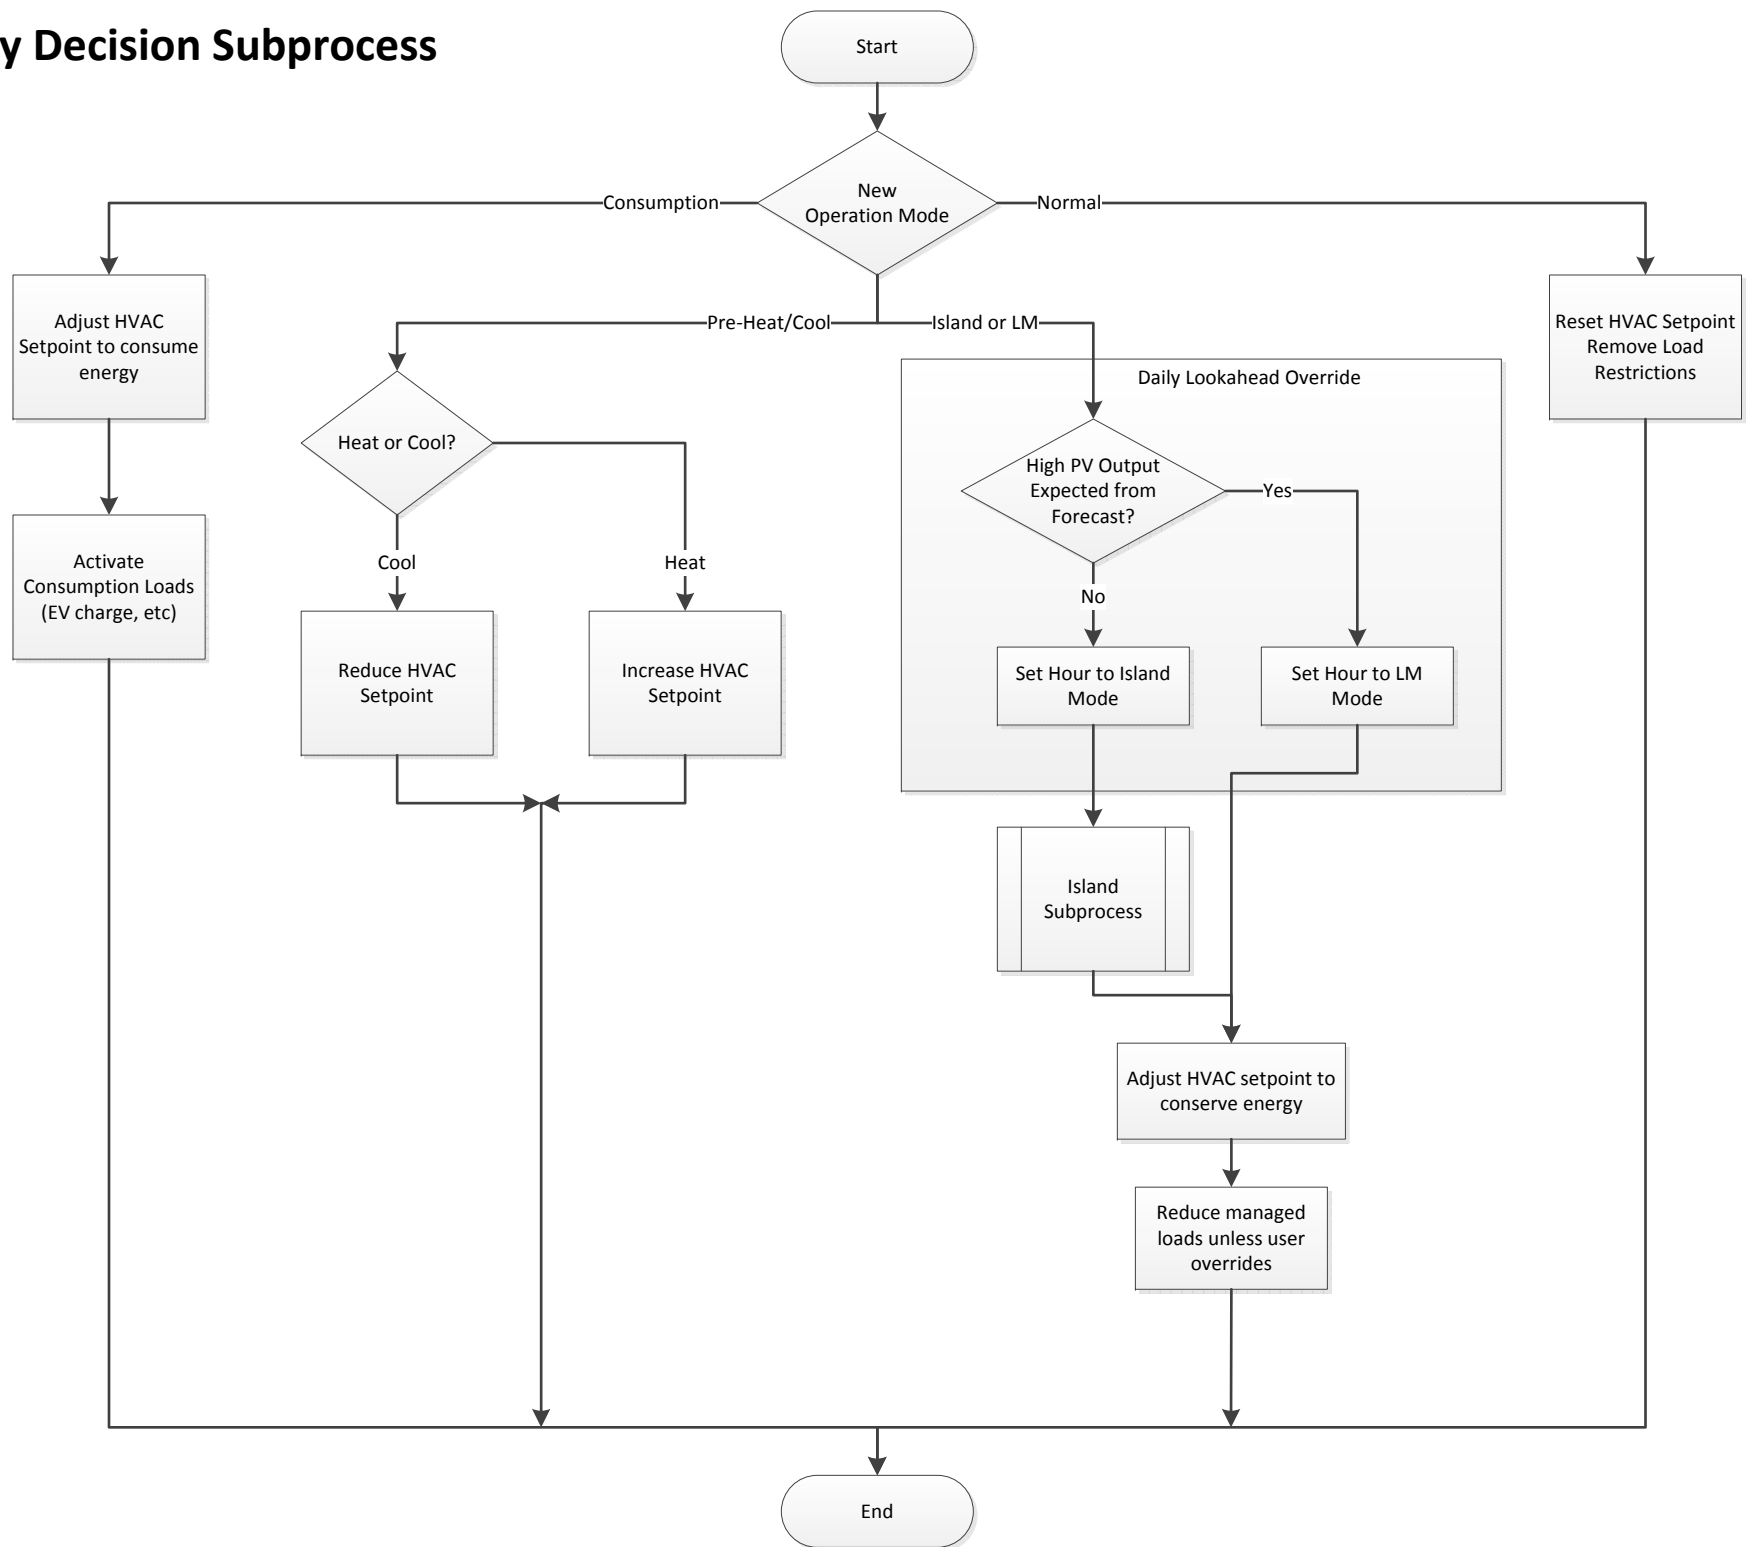 y Decision Subprocess
Start
New
Operation Mode
Consumption
Normal
Pre-Heat/Cool
Island or LM
Adjust HVAC
Setpoint to consume
energy
Reset HVAC Setpoint
Remove Load
Restrictions
Daily Lookahead Override
Heat or Cool?
High PV Output
Expected from
Forecast?
Yes
No
Activate
Consumption Loads
(EV charge, etc)
Cool
Heat
Reduce HVAC
Setpoint
Increase HVAC
Setpoint
Set Hour to Island
Mode
Set Hour to LM
Mode
Island
Subprocess
Adjust HVAC setpoint to
conserve energy
Reduce managed
loads unless user
overrides
End